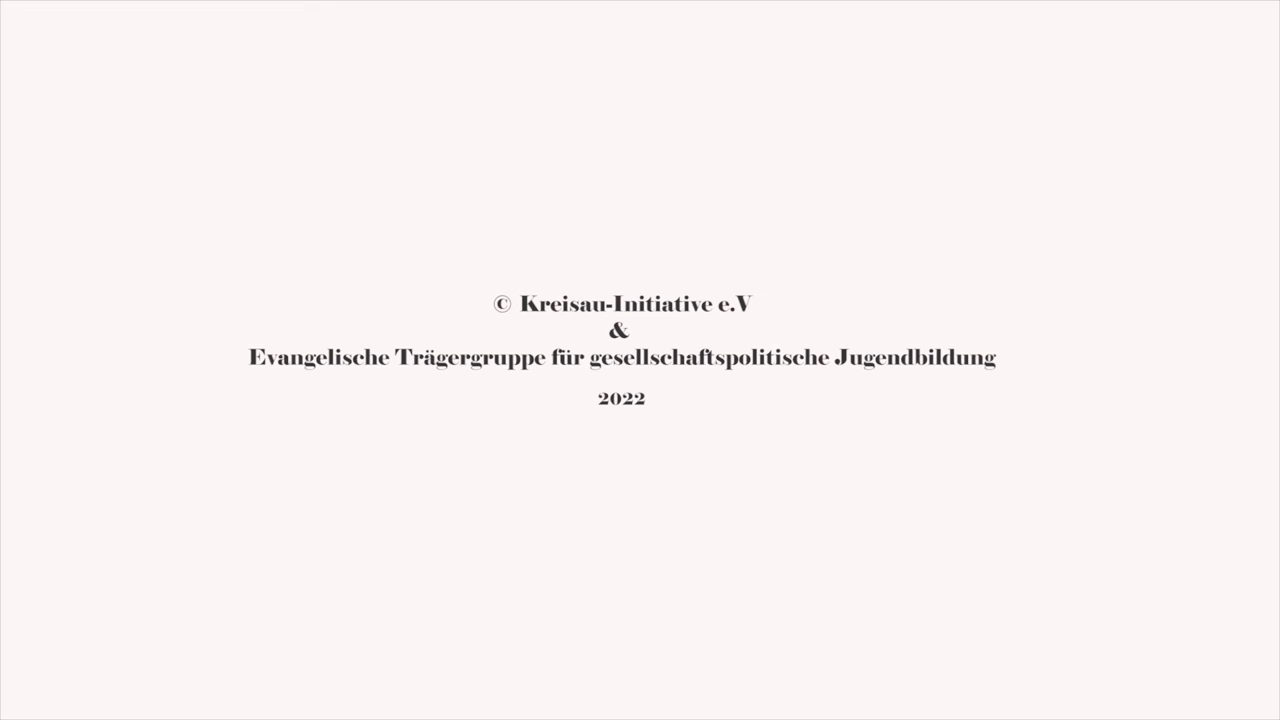 © Kreisau-Initiative e.V
&
Evangelische Trägergruppe für gesellschaftspolitische Jugendbildung
2022